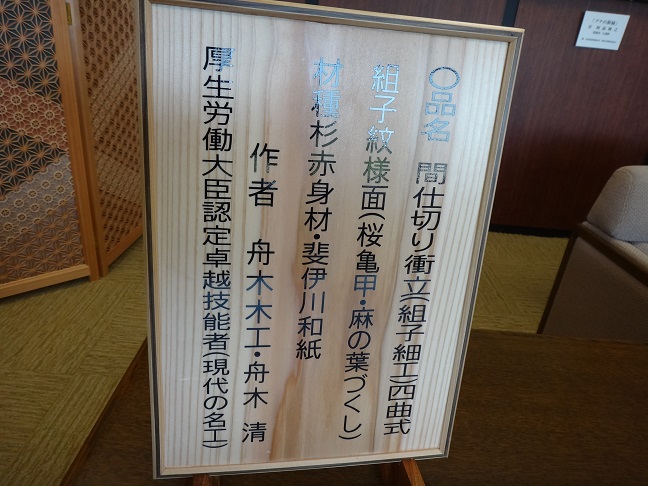 〇品名　間仕切り衝立(組子細工)四曲式
組子紋様面(桜亀甲・麻の葉づくし)
材種杉赤身材・斐伊川和紙
作者　舟木木工・舟木 清
厚生労働大臣認定卓越技能者(現代の名工)